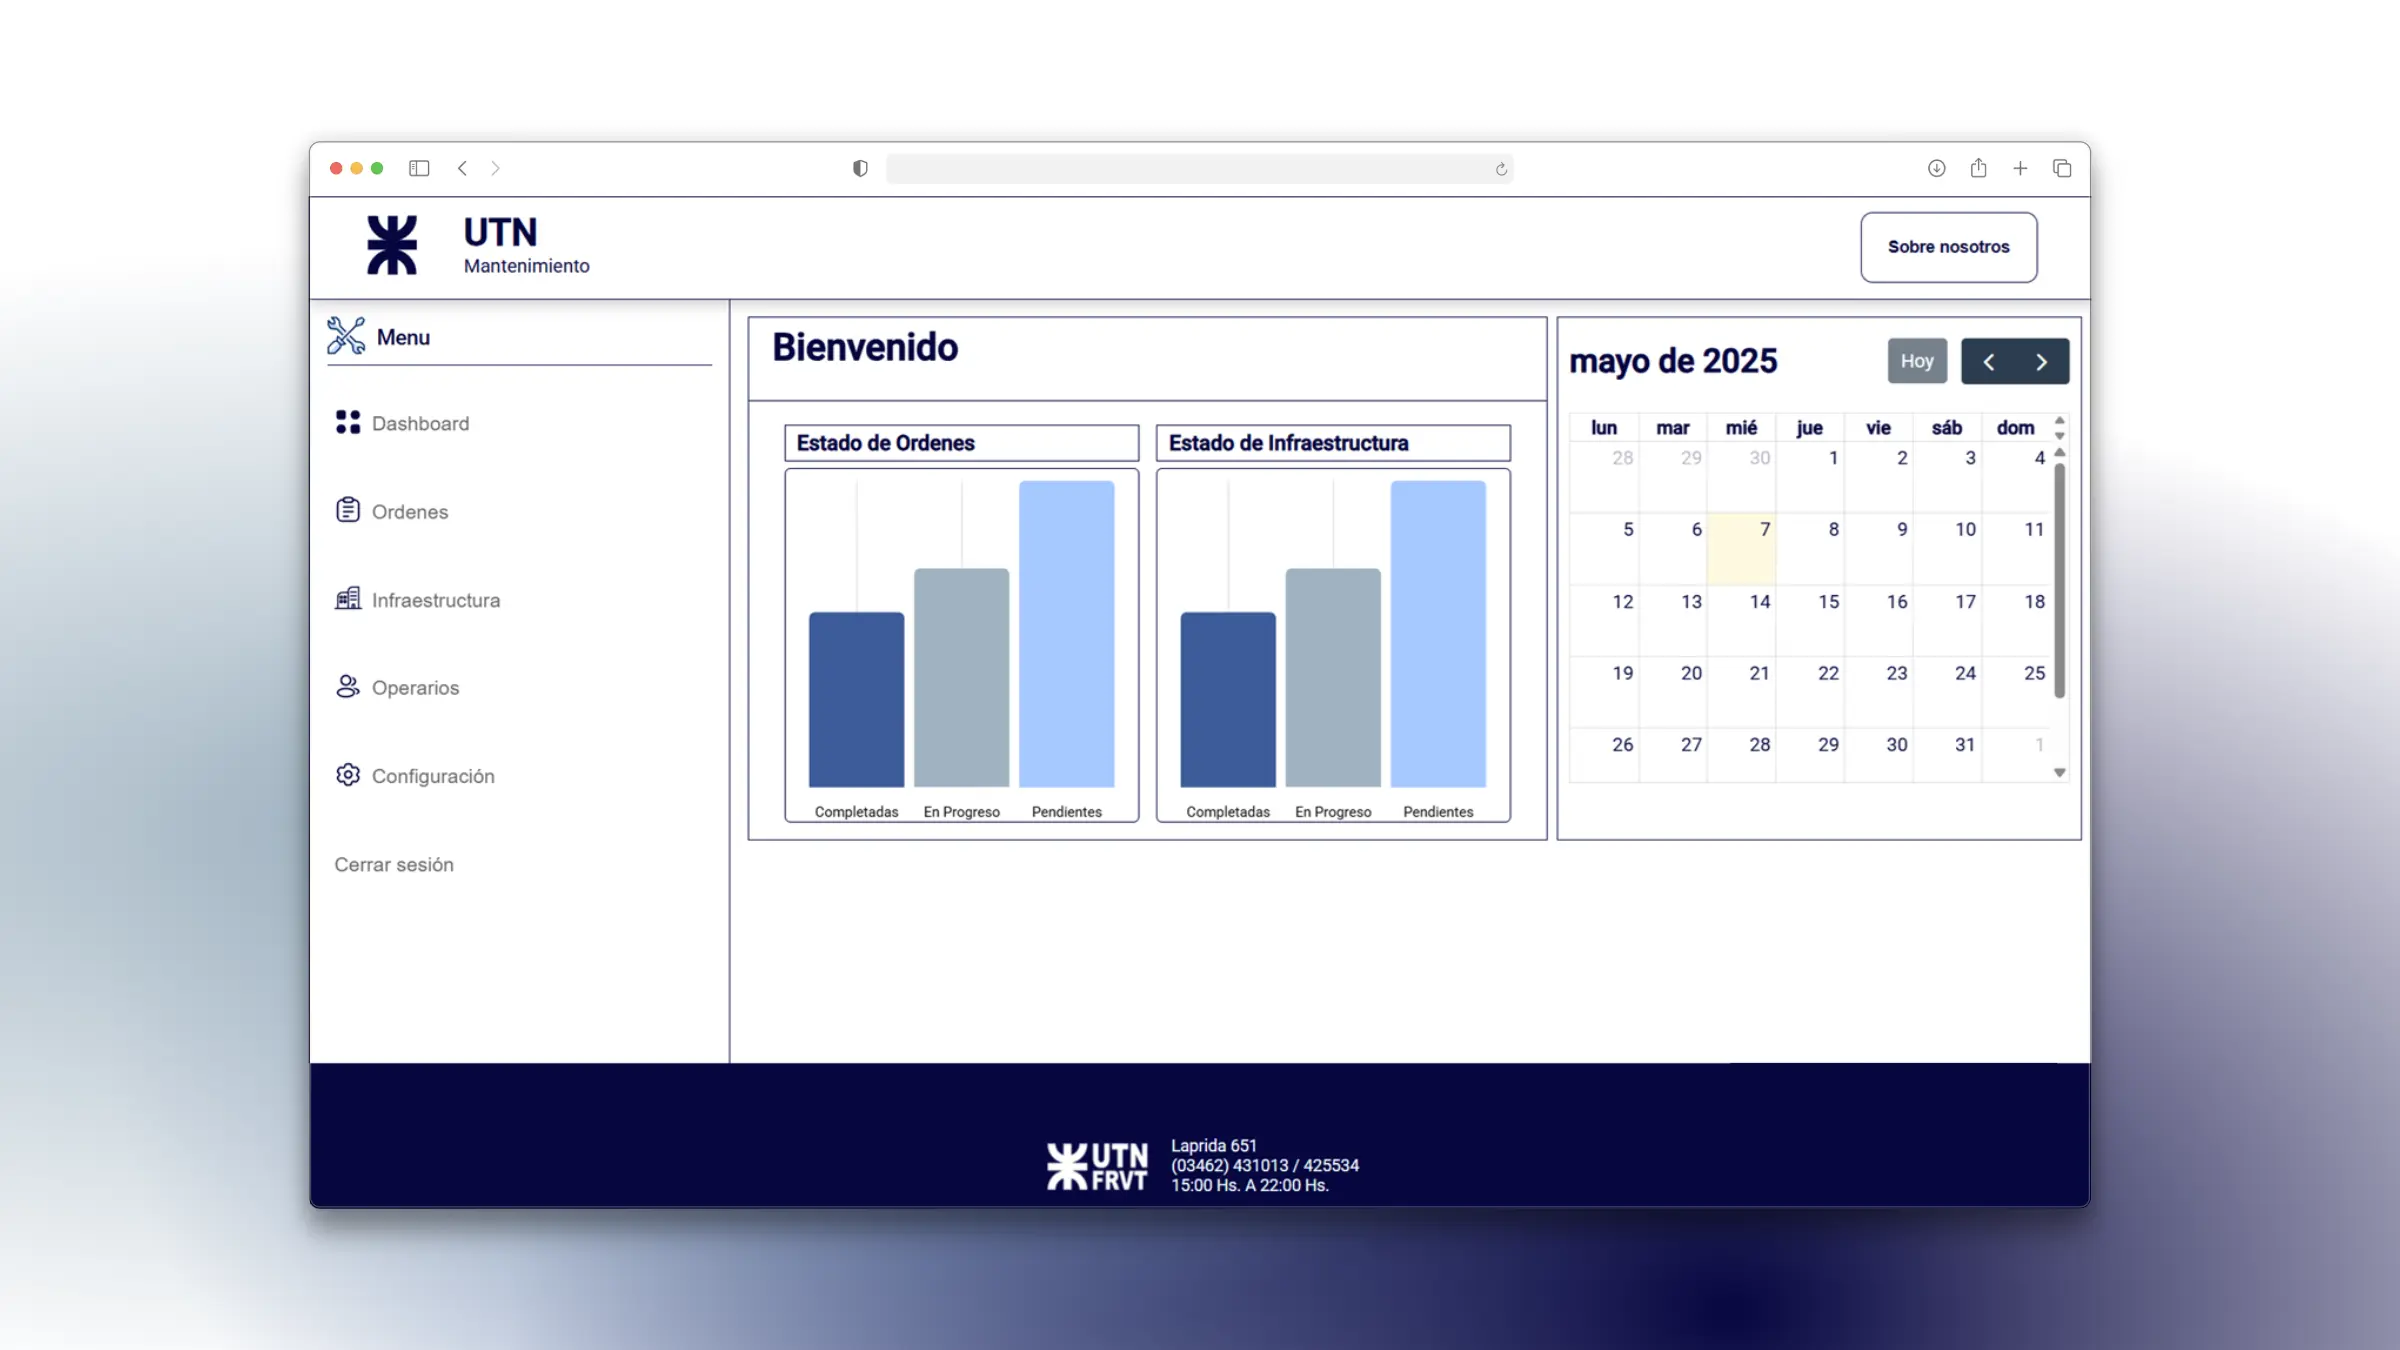 UTN
Mantenimiento
Sobre nosotros
Menu
Dashboard
Ordenes
Infraestructura
Operarios
Configuración
Cerrar sesión
Bienvenido
Estado de Ordenes
Completadas En Progreso Pendientes
Estado de Infraestructura
Completadas En Progreso Pendientes
mayo de 2025
Hoy
lun mar mié jue vie sáb dom
28 29 30 1 2 3 4
5 6 7 8 9 10 11
12 13 14 15 16 17 18
19 20 21 22 23 24 25
26 27 28 29 30 31 1
UTN
FRVT
Laprida 651
(03462) 431013 / 425534
15:00 Hs. A 22:00 Hs.